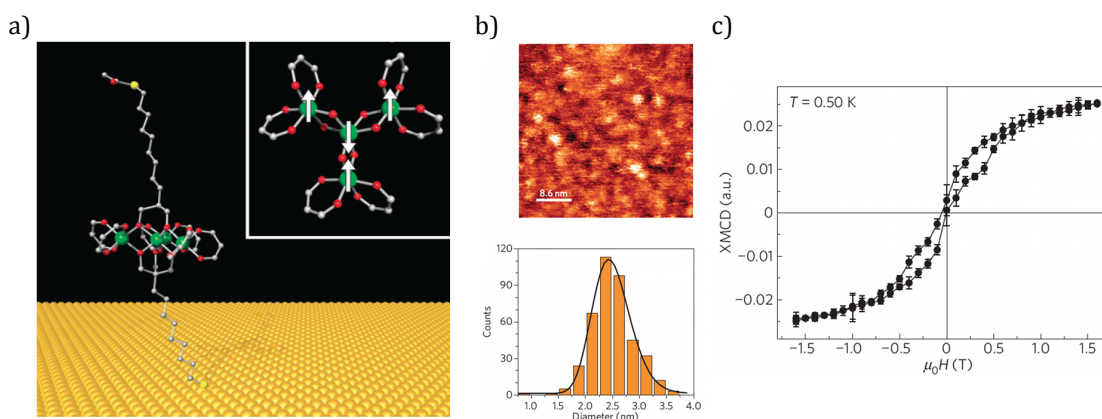 a)
b)
c)
8.6 nm
120
90
60
30
0
Counts
1.0 1.5 2.0 2.5 3.0 3.5 4.0
Diameter (nm)
T = 0.50 K
0.02
0.01
0
−0.01
−0.02
XMCD (a.u.)
−1.5 −1.0 −0.5 0 0.5 1.0 1.5
μ₀H (T)